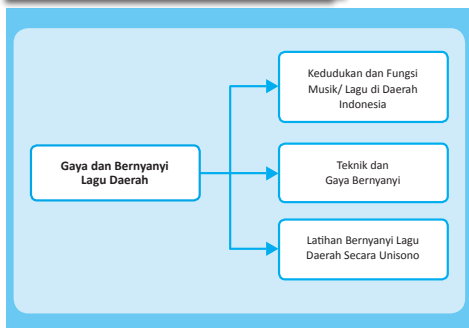 Kedudukan dan Fungsi
Musik/ Lagu di Daerah
Indonesia
Gaya dan Bernyanyi
Lagu Daerah
Teknik dan
Gaya Bernyanyi
Latihan Bernyanyi Lagu
Daerah Secara Unisono